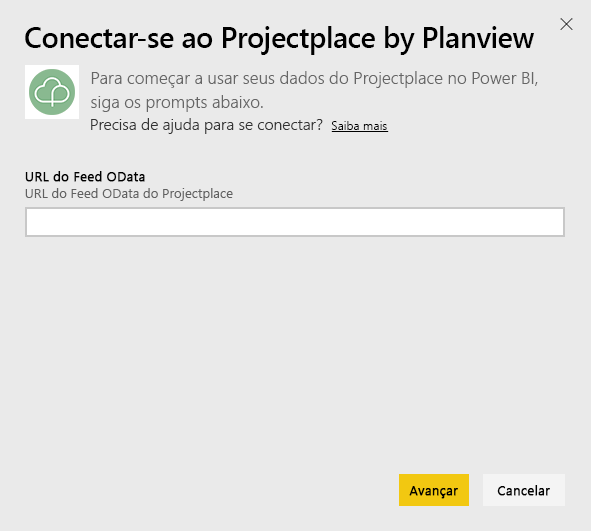 Conectar-se ao Projectplace by Planview
Para começar a usar seus dados do Projectplace no Power BI,
siga os prompts abaixo.
Precisa de ajuda para se conectar? Saiba mais
URL do Feed OData
URL do Feed OData do Projectplace
Avançar
Cancelar